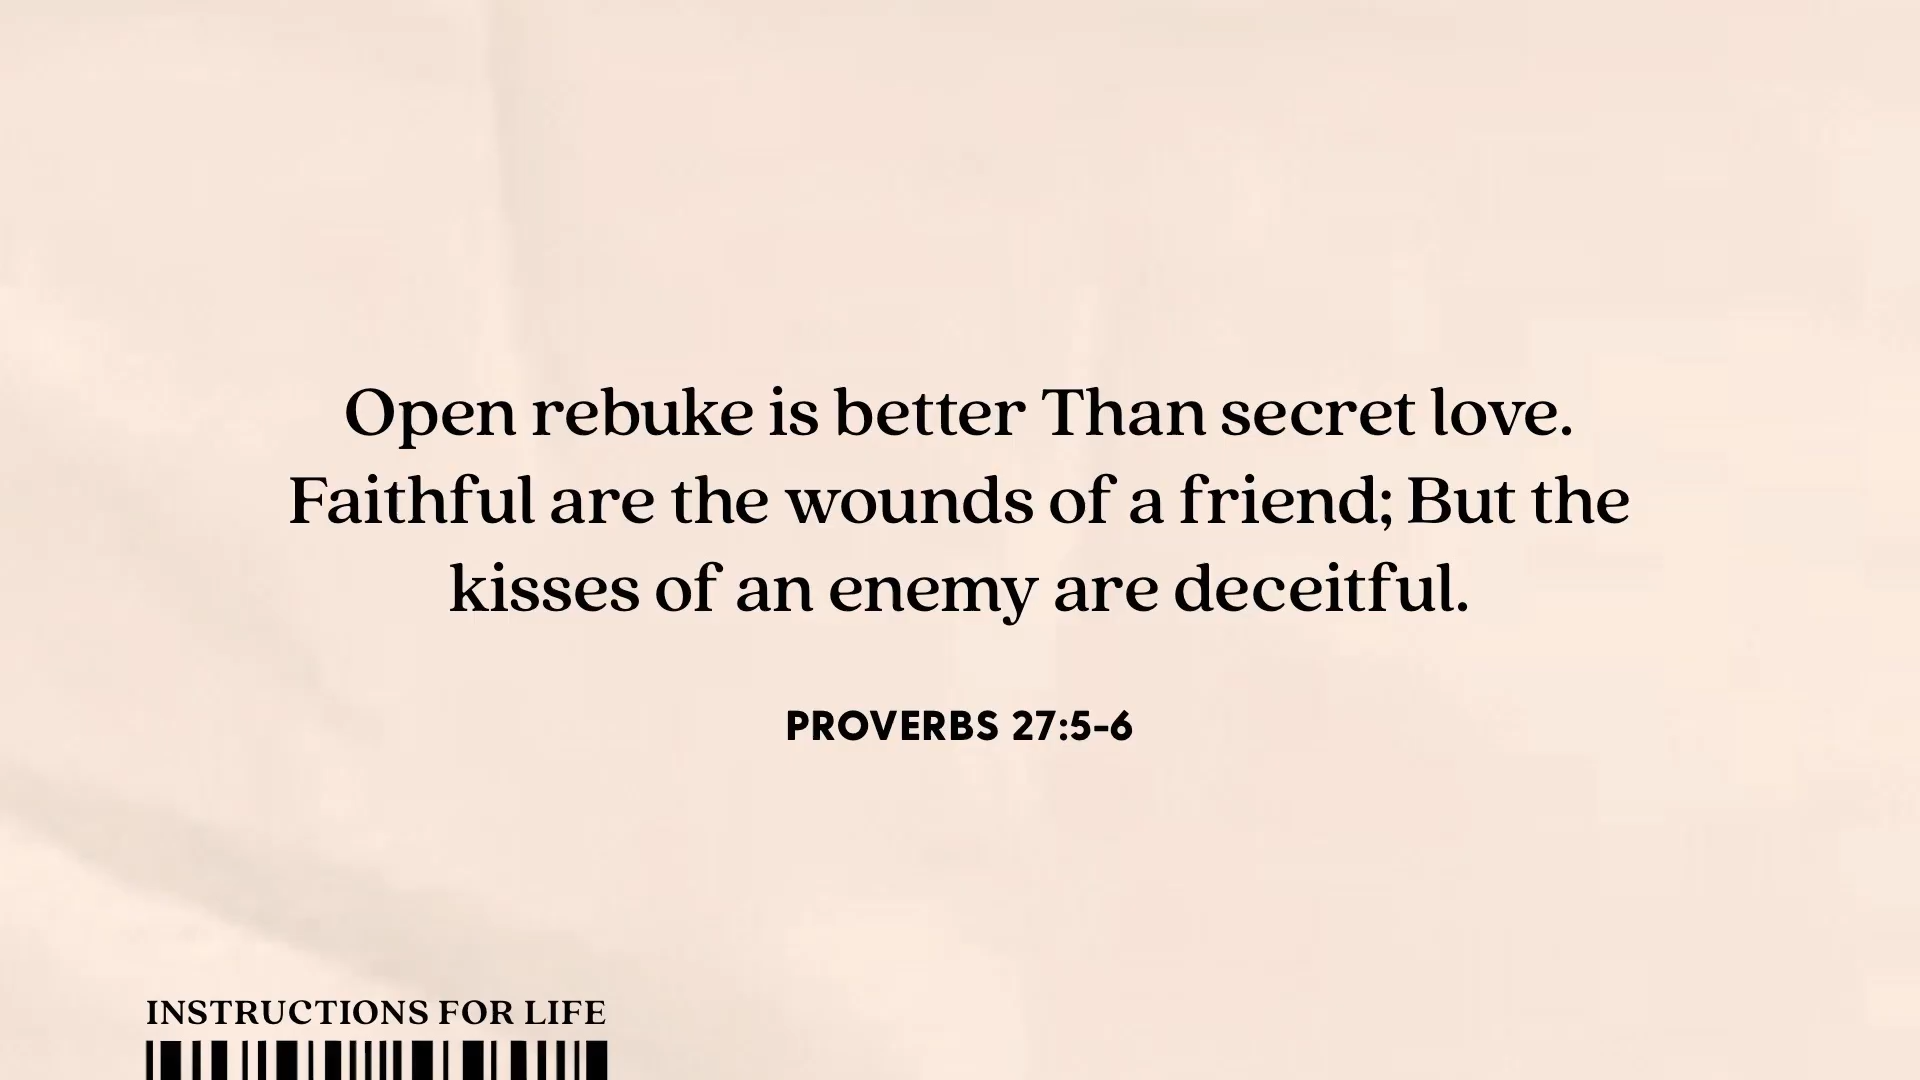 Open rebuke is better Than secret love.
Faithful are the wounds of a friend; But the
kisses of an enemy are deceitful.
PROVERBS 27:5-6
INSTRUCTIONS FOR LIFE